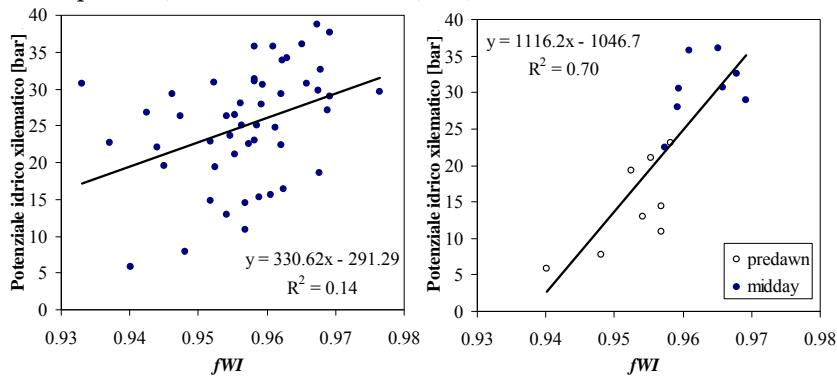 Potenziale idrico xilematico [bar]
40
35
30
25
20
15
10
5
0
y = 330.62x - 291.29
R² = 0.14
0.93 0.94 0.95 0.96 0.97 0.98
fWI
Potenziale idrico xilematico [bar]
40
35
30
25
20
15
10
5
0
y = 1116.2x - 1046.7
R² = 0.70
predawn
midday
0.93 0.94 0.95 0.96 0.97 0.98
fWI